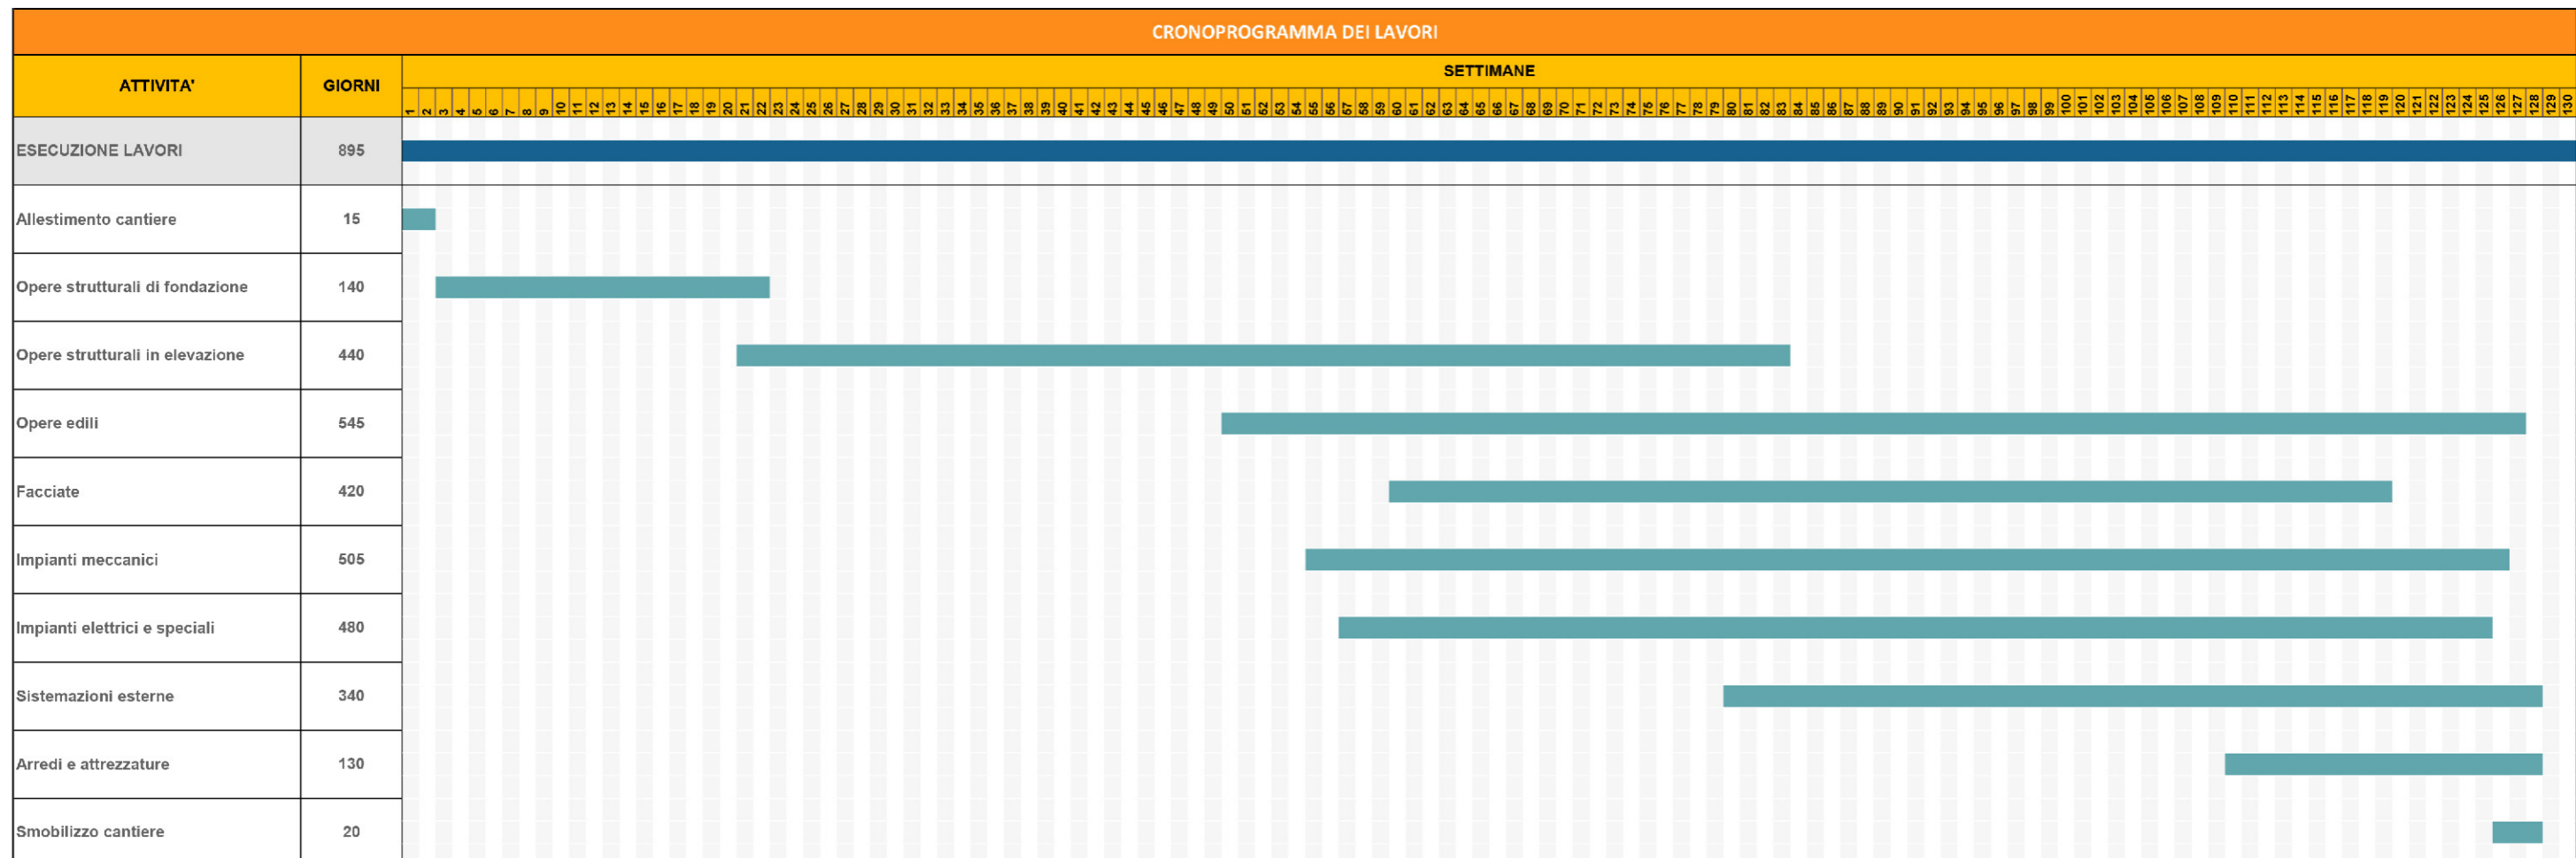 CRONOPROGRAMMA DEI LAVORI
ATTIVITA' GIORNI SETTIMANE
1 2 3 4 5 6 7 8 9 10 11 12 13 14 15 16 17 18 19 20 21 22 23 24 25 26 27 28 29 30 31 32 33 34 35 36 37 38 39 40 41 42 43 44 45 46 47 48 49 50 51 52 53 54 55 56 57 58 59 60 61 62 63 64 65 66 67 68 69 70 71 72 73 74 75 76 77 78 79 80 81 82 83 84 85 86 87 88 89 90 91 92 93 94 95 96 97 98 99 100 101 102 103 104 105 106 107 108 109 110 111 112 113 114 115 116 117 118 119 120 121 122 123 124 125 126 127 128 129 130
ESECUZIONE LAVORI 895
Allestimento cantiere 15
Opere strutturali di fondazione 140
Opere strutturali in elevazione 440
Opere edili 545
Facciate 420
Impianti meccanici 505
Impianti elettrici e speciali 480
Sistemazioni esterne 340
Arredi e attrezzature 130
Smobilizzo cantiere 20